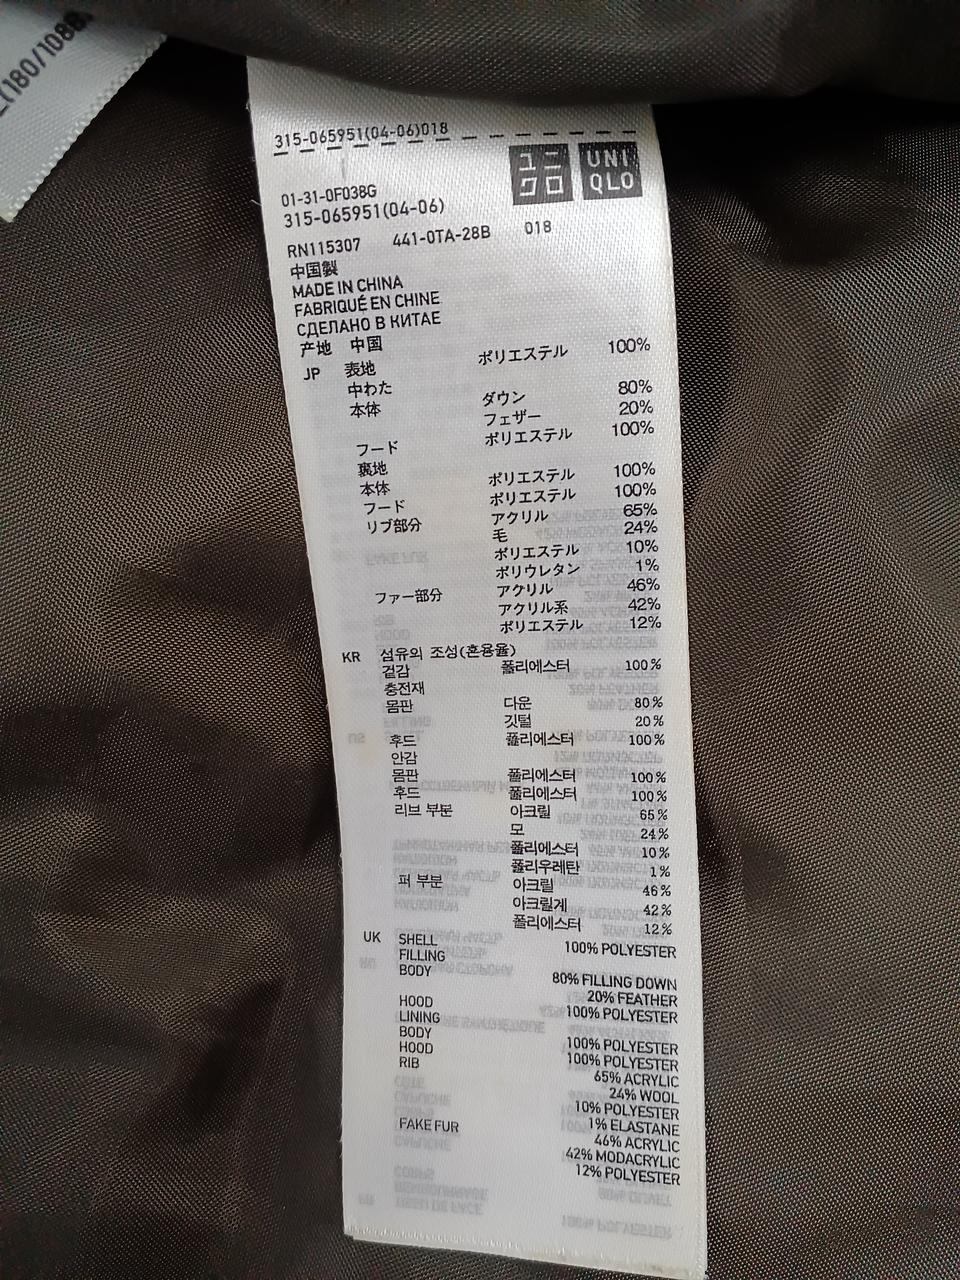 (180/108
315-065951(04-06)018
ユニクロ
UNIQLO
01-31-0F038G
315-065951(04-06)
RN115307 441-0TA-28B 018
中国製
MADE IN CHINA
FABRIQUÉ EN CHINE
СДЕЛАНО В КИТАЕ
产地 中国
JP 表地 ポリエステル 100%
中わた
本体 ダウン 80%
フェザー 20%
フード ポリエステル 100%
裏地
本体 ポリエステル 100%
フード ポリエステル 100%
リブ部分 アクリル 65%
毛 24%
ポリエステル 10%
ポリウレタン 1%
ファー部分 アクリル 46%
アクリル系 42%
ポリエステル 12%
KR 섬유의 조성(혼용율)
겉감 폴리에스터 100%
충전재
몸판 다운 80%
깃털 20%
후드 폴리에스터 100%
안감
몸판 폴리에스터 100%
후드 폴리에스터 100%
리브 부분 아크릴 65%
모 24%
폴리에스터 10%
폴리우레탄 1%
퍼 부분 아크릴 46%
아크릴계 42%
폴리에스터 12%
UK SHELL 100% POLYESTER
FILLING
BODY 80% FILLING DOWN
20% FEATHER
HOOD 100% POLYESTER
LINING
BODY 100% POLYESTER
HOOD 100% POLYESTER
RIB 65% ACRYLIC
24% WOOL
10% POLYESTER
1% ELASTANE
FAKE FUR 46% ACRYLIC
42% MODACRYLIC
12% POLYESTER